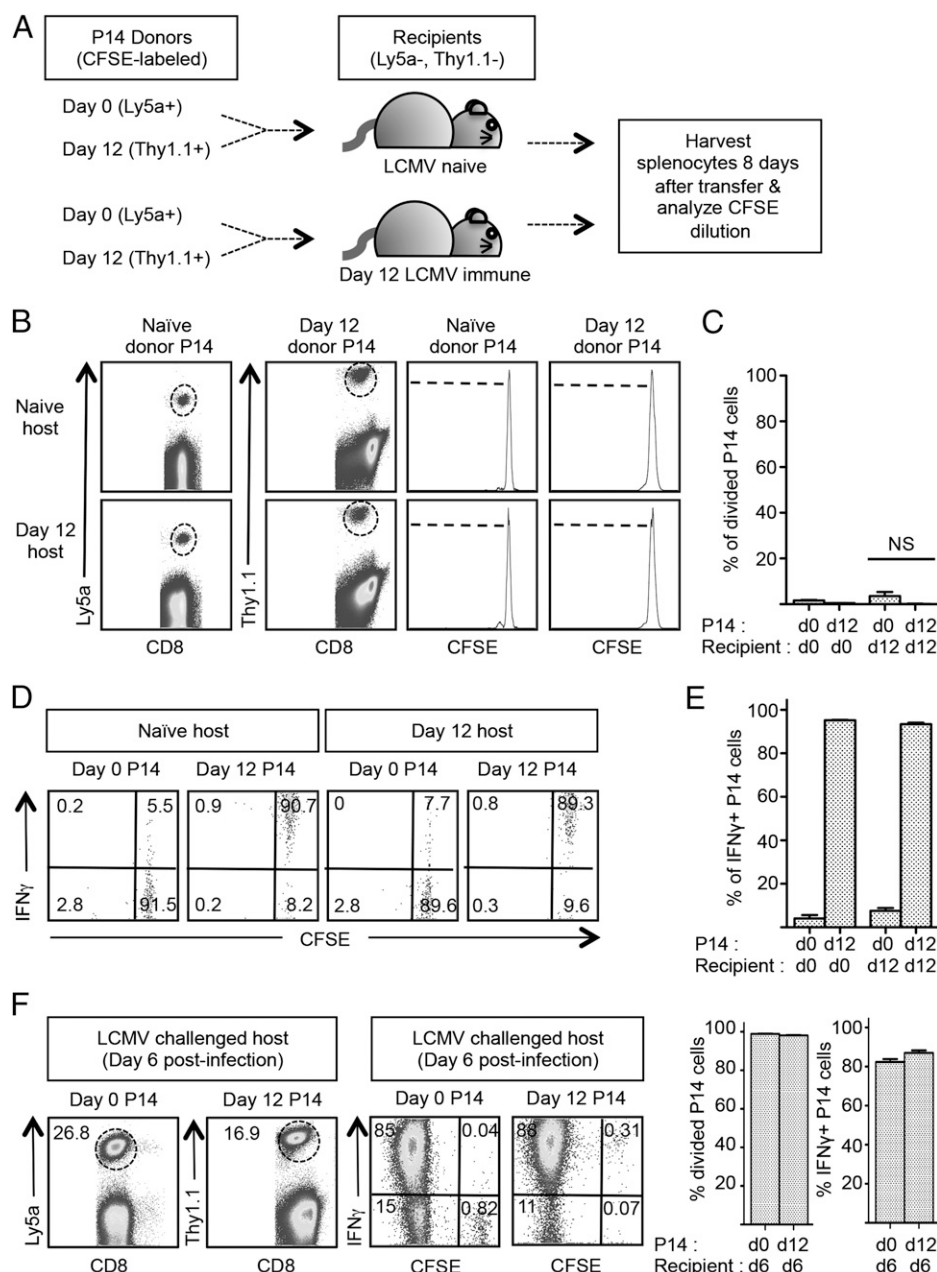 A
P14 Donors
(CFSE-labeled)
Recipients
(Ly5a-, Thy1.1-)
Day 0 (Ly5a+)
Day 12 (Thy1.1+)
LCMV naive
Day 0 (Ly5a+)
Day 12 (Thy1.1+)
Day 12 LCMV immune
Harvest
splenocytes 8 days
after transfer &
analyze CFSE
dilution
B
Naïve
donor P14
Day 12
donor P14
Naïve
donor P14
Day 12
donor P14
Naive
host
Day 12
host
Ly5a
Thy1.1
CD8
CD8
CFSE
CFSE
C
% of divided P14 cells
100
80
60
40
20
NS
P14 : d0 d12 d0 d12
Recipient : d0 d0 d12 d12
D
Naïve host
Day 12 host
Day 0 P14
Day 12 P14
Day 0 P14
Day 12 P14
IFNγ
0.2 5.5
2.8 91.5
0.9 90.7
0.2 8.2
0 7.7
2.8 89.6
0.8 89.3
0.3 9.6
CFSE
E
% of IFNγ+ P14 cells
100
80
60
40
20
P14 : d0 d12 d0 d12
Recipient : d0 d0 d12 d12
F
LCMV challenged host
(Day 6 post-infection)
LCMV challenged host
(Day 6 post-infection)
Day 0 P14
Day 12 P14
Day 0 P14
Day 12 P14
Ly5a
26.8
CD8
Thy1.1
16.9
CD8
IFNγ
85 0.04
15 0.82
CFSE
88 0.31
11 0.07
CFSE
% divided P14 cells
100
80
60
40
20
% IFNγ+ P14 cells
100
80
60
40
20
P14 : d0 d12 d0 d12
Recipient : d6 d6 d6 d6